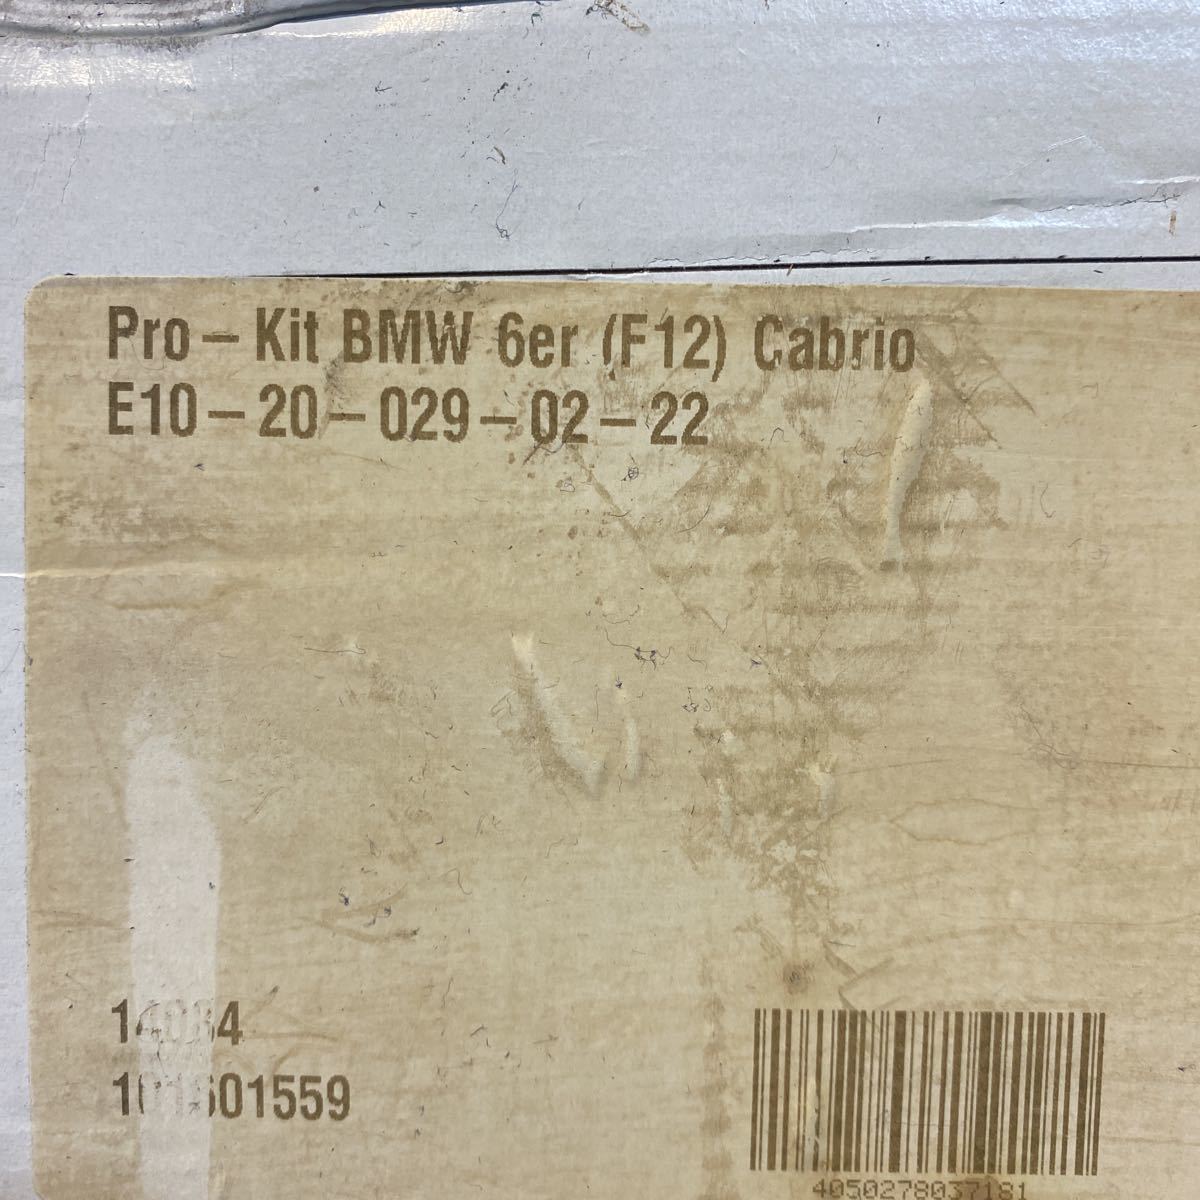 Pro-Kit BMW 6er (F12) Cabrio
E10-20-029-02-22
4050278037181